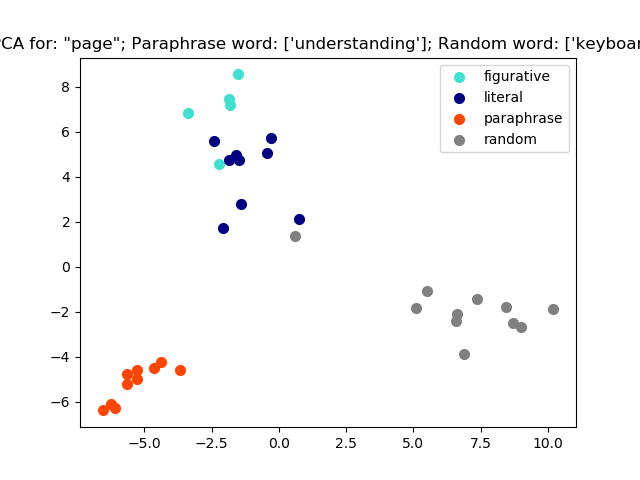 PCA for: "page"; Paraphrase word: ['understanding']; Random word: ['keyboar
figurative
literal
paraphrase
random
8
6
4
2
0
−2
−4
−6
−5.0 −2.5 0.0 2.5 5.0 7.5 10.0